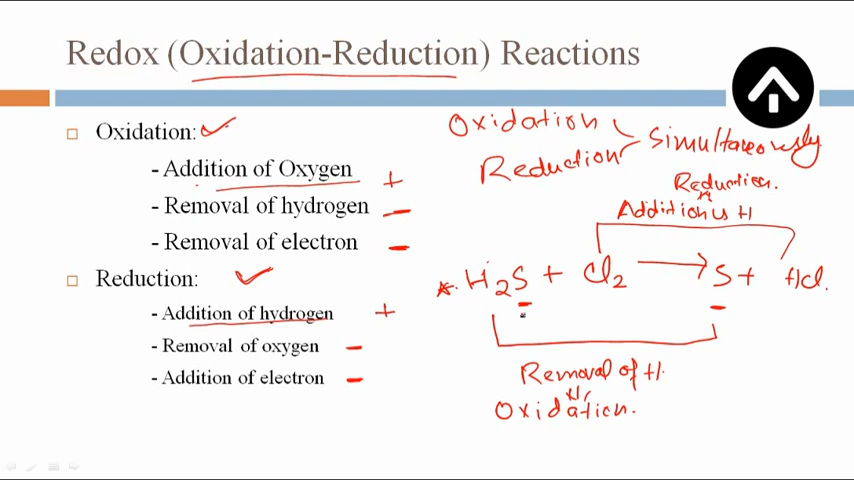 Redox (Oxidation-Reduction) Reactions
Oxidation:
- Addition of Oxygen +
- Removal of hydrogen -
- Removal of electron -
Reduction:
- Addition of hydrogen +
- Removal of oxygen -
- Addition of electron -
Oxidation
Reduction
Simultaneously
Reduction.
Addition of H
H₂S + Cl₂ → S + HCl.
Removal of H.
Oxidation.